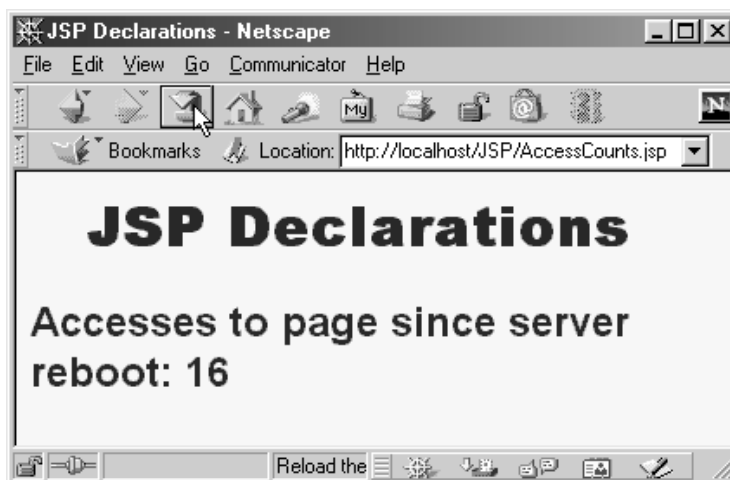 JSP Declarations - Netscape
File Edit View Go Communicator Help
My N
Bookmarks Location: http://localhost/JSP/AccessCounts.jsp
JSP Declarations
Accesses to page since server
reboot: 16
Reload the